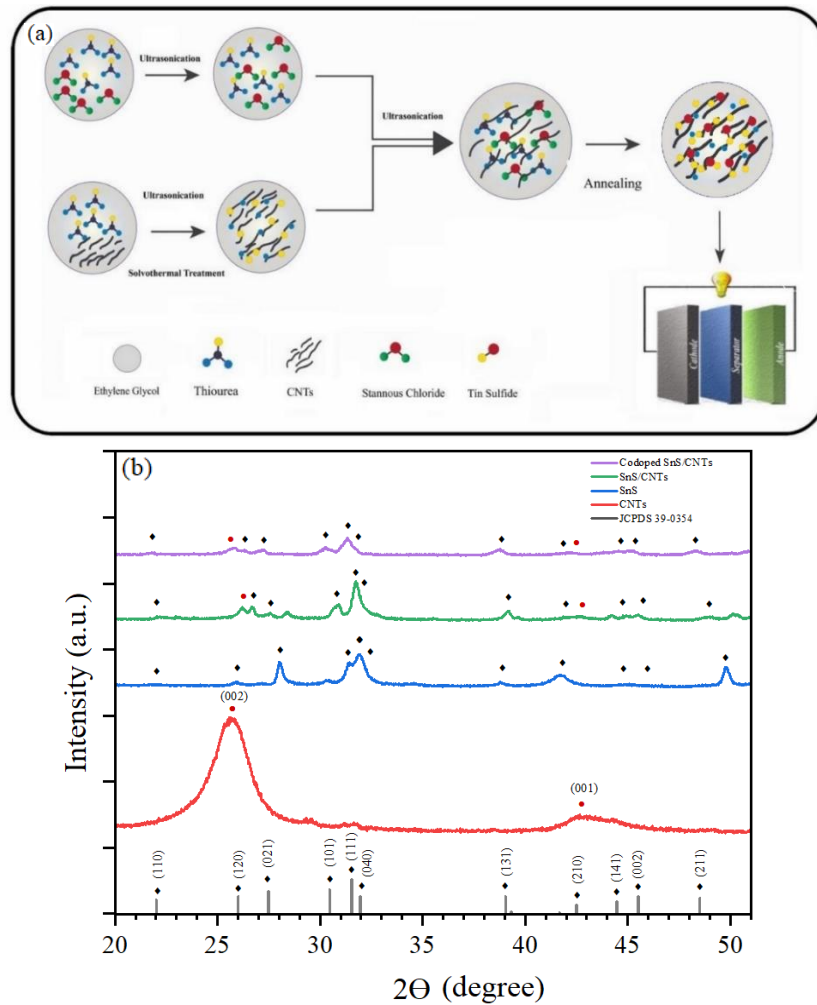 (a)
Ultrasonication
Ultrasonication
Ultrasonication
Solvothermal Treatment
Annealing
Ethylene Glycol
Thiourea
CNTs
Stannous Chloride
Tin Sulfide
Cathode
Separator
Anode
(b)
Codoped SnS/CNTs
SnS/CNTs
SnS
CNTs
JCPDS 39-0354
Intensity (a.u.)
(002)
(001)
(110)
(120)
(021)
(101)
(111)
(040)
(131)
(210)
(141)
(002)
(211)
20 25 30 35 40 45 50
2Ɵ (degree)